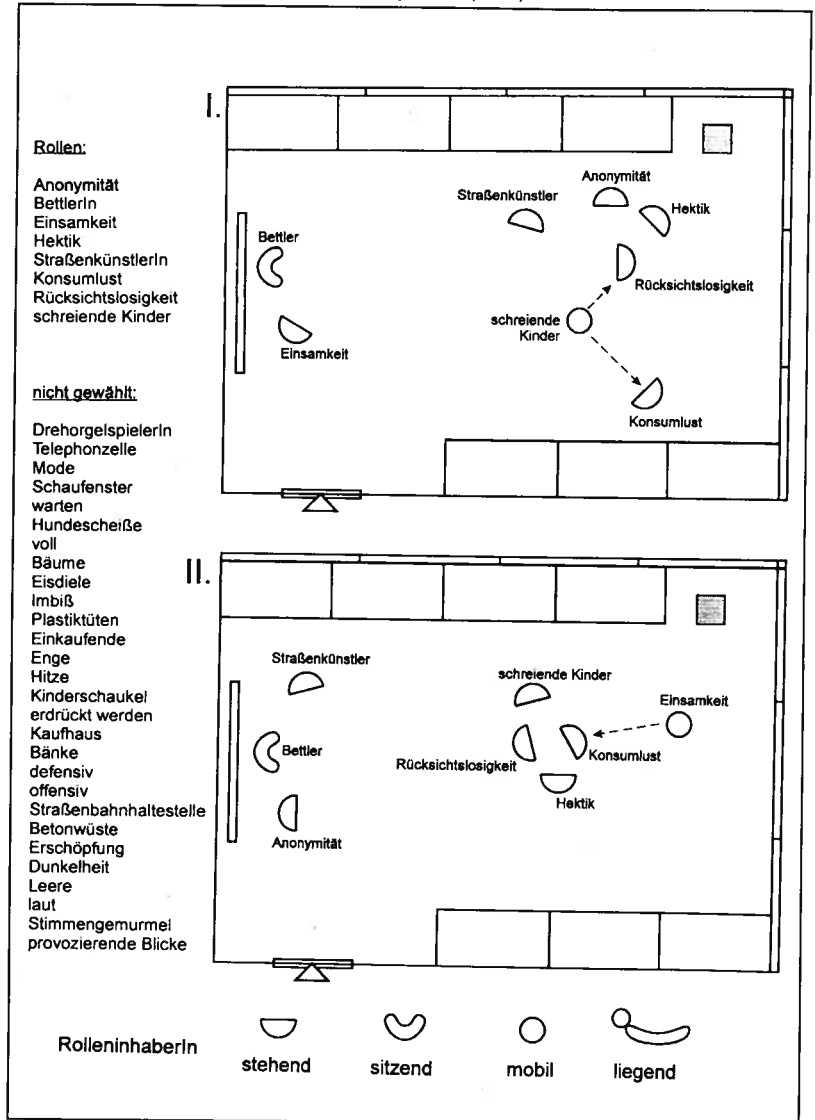 Rollen:
Anonymität
BettlerIn
Einsamkeit
Hektik
StraßenkünstlerIn
Konsumlust
Rücksichtslosigkeit
schreiende Kinder
nicht gewählt:
DrehorgelspielerIn
Telephonzelle
Mode
Schaufenster
warten
Hundescheiße
voll
Bäume
Eisdiele
Imbiß
Plastiktüten
Einkaufende
Enge
Hitze
Kinderschaukel
erdrückt werden
Kaufhaus
Bänke
defensiv
offensiv
Straßenbahnhaltestelle
Betonwüste
Erschöpfung
Dunkelheit
Leere
laut
Stimmengemurmel
provozierende Blicke
I.
Anonymität
Straßenkünstler
Hektik
Bettler
Rücksichtslosigkeit
schreiende
Kinder
Einsamkeit
Konsumlust
II.
Straßenkünstler
schreiende Kinder
Einsamkeit
Bettler
Konsumlust
Rücksichtslosigkeit
Hektik
Anonymität
RolleninhaberIn
stehend
sitzend
mobil
liegend